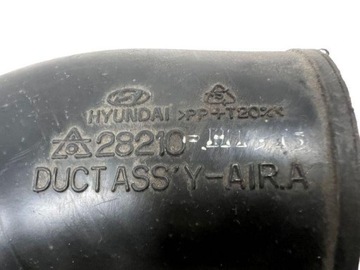 HYUNDAI >PP+T20%<
28210-
DUCT ASS'Y-AIR.A